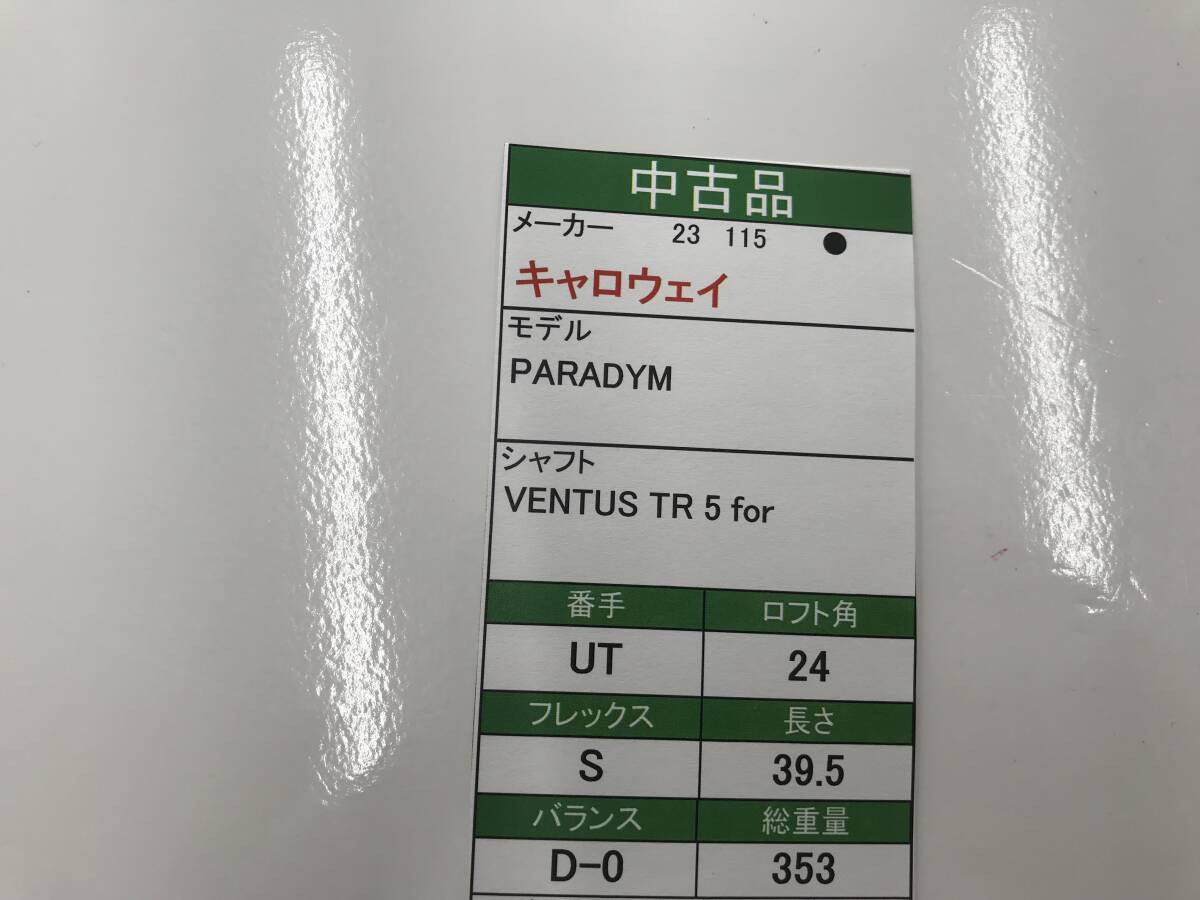 中古品
メーカー 23 115 ●
キャロウェイ
モデル
PARADYM
シャフト
VENTUS TR 5 for
番手 ロフト角
UT 24
フレックス 長さ
S 39.5
バランス 総重量
D-0 353